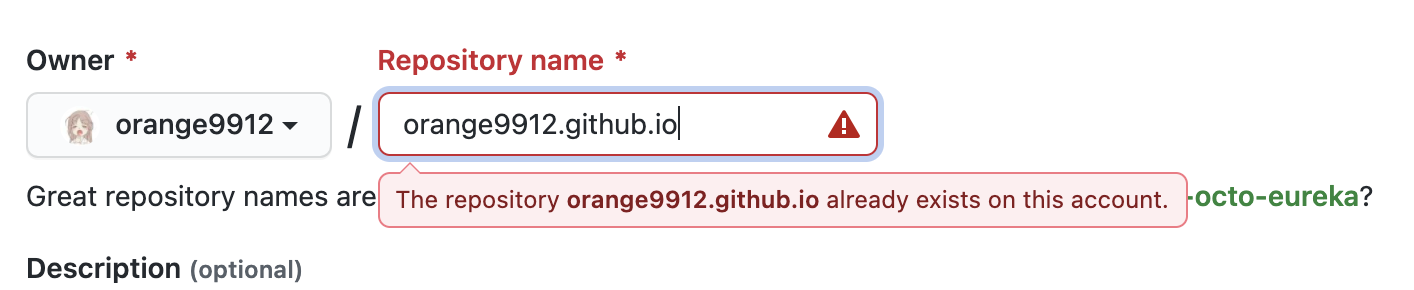 Owner *
Repository name *
orange9912
/
orange9912.github.io
Great repository names are
The repository orange9912.github.io already exists on this account.
-octo-eureka?
Description (optional)